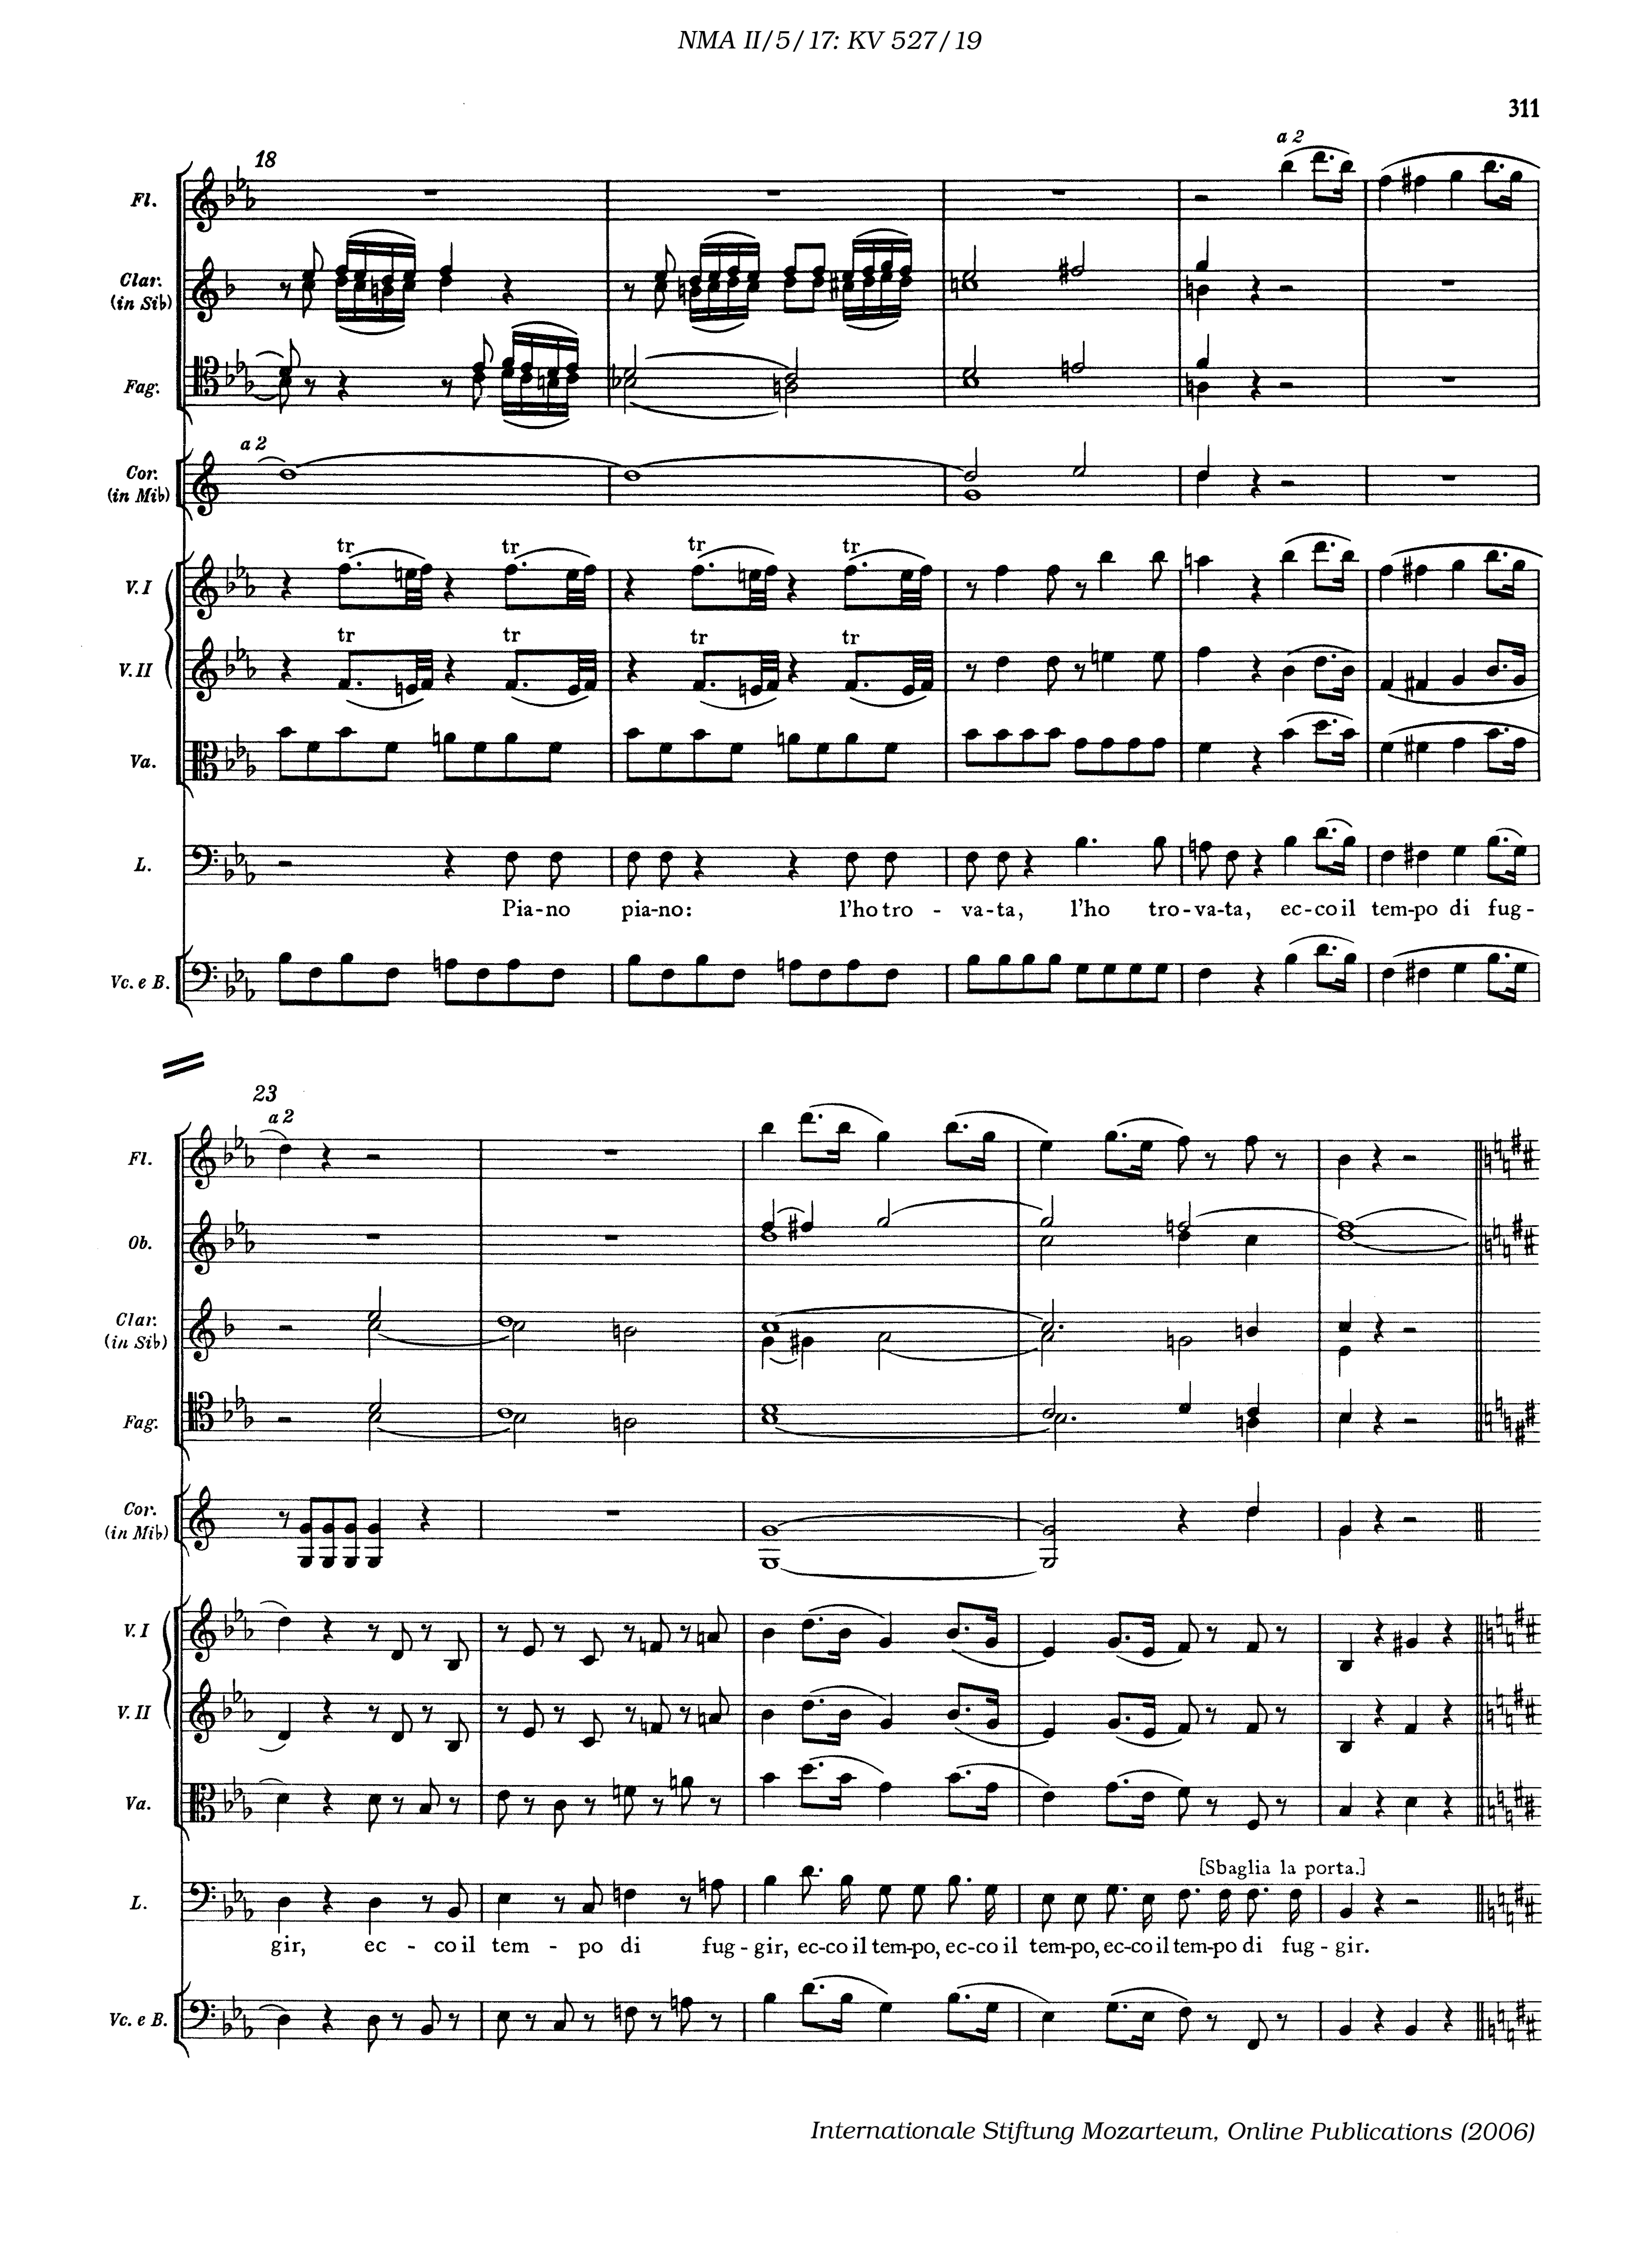 NMA II/5/17: KV 527/19
311
18
a 2
Fl.
Clar.
(in Sib)
Fag.
a 2
Cor.
(in Mib)
tr tr tr tr
V. I
tr tr tr tr
V. II
Va.
L.
Pia-no pia-no: l'ho tro - va-ta, l'ho tro-va-ta, ec-co il tem-po di fug-
Vc. e B.
23
a 2
Fl.
Ob.
Clar.
(in Sib)
Fag.
Cor.
(in Mib)
V. I
V. II
Va.
[Sbaglia la porta.]
L.
gir, ec - co il tem - po di fug - gir, ec-co il tem-po, ec-co il tem-po, ec-co il tem-po di fug - gir.
Vc. e B.
Internationale Stiftung Mozarteum, Online Publications (2006)